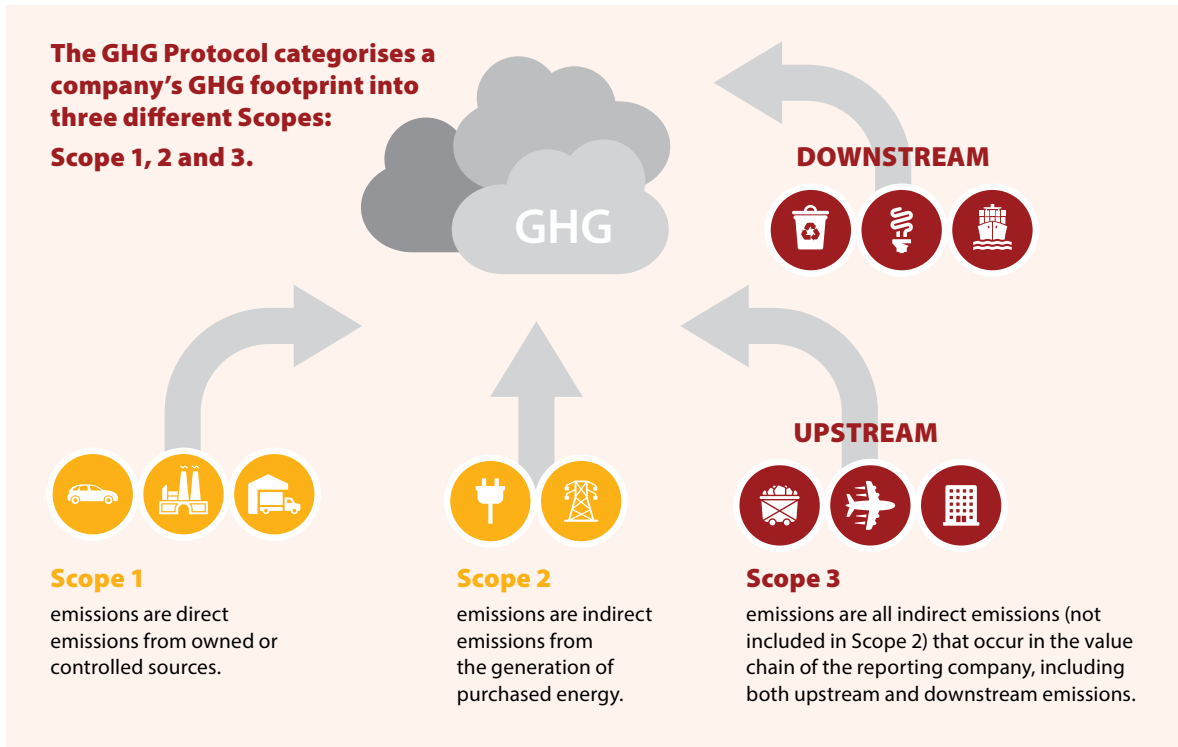 The GHG Protocol categorises a
company’s GHG footprint into
three different Scopes:
Scope 1, 2 and 3.
GHG
DOWNSTREAM
UPSTREAM
Scope 1
emissions are direct
emissions from owned or
controlled sources.
Scope 2
emissions are indirect
emissions from
the generation of
purchased energy.
Scope 3
emissions are all indirect emissions (not
included in Scope 2) that occur in the value
chain of the reporting company, including
both upstream and downstream emissions.